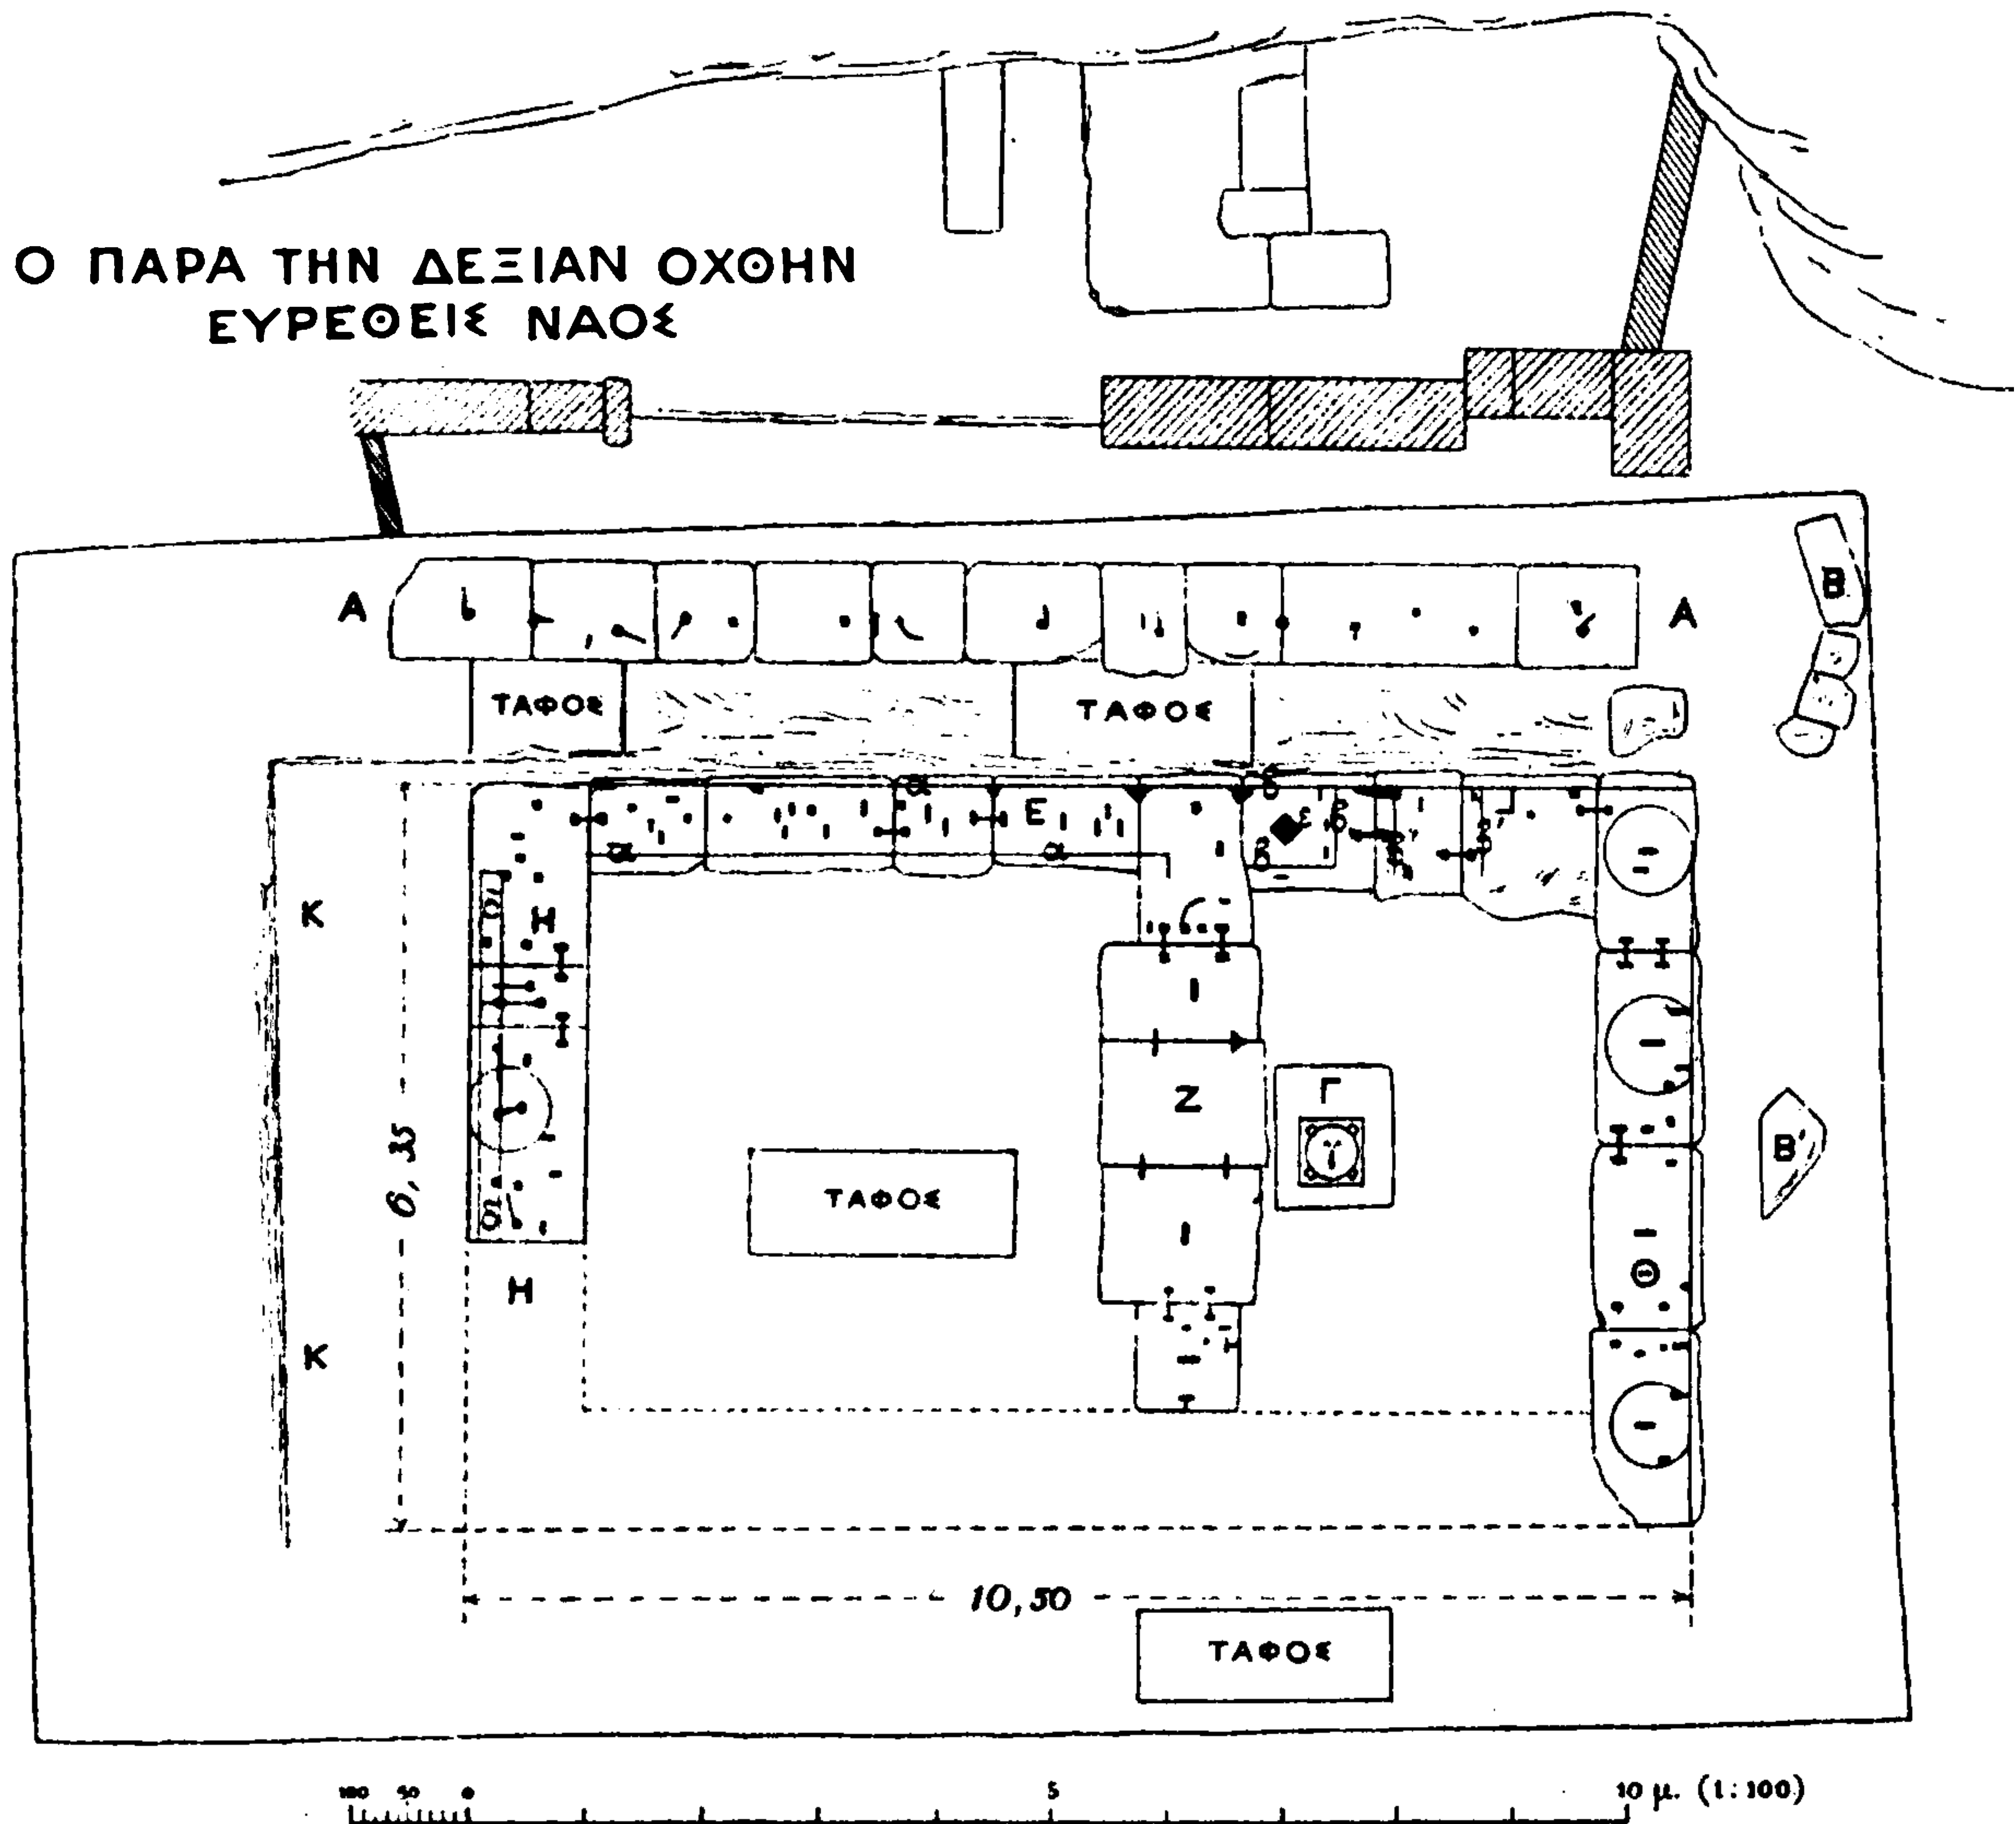 Ο ΠΑΡΑ ΤΗΝ ΔΕΞΙΑΝ ΟΧΘΗΝ
ΕΥΡΕΘΕΙΣ ΝΑΟΣ
Α
Α
Β
ΤΑΦΟΣ
ΤΑΦΟΣ
α
Ε
ε
α
α
β
Κ
Η
Ι
Ζ
Γ
γ
Β'
6,35
ΤΑΦΟΣ
Ι
Θ
Η
Κ
10,50
ΤΑΦΟΣ
100 50 0 5 10 μ. (1:100)